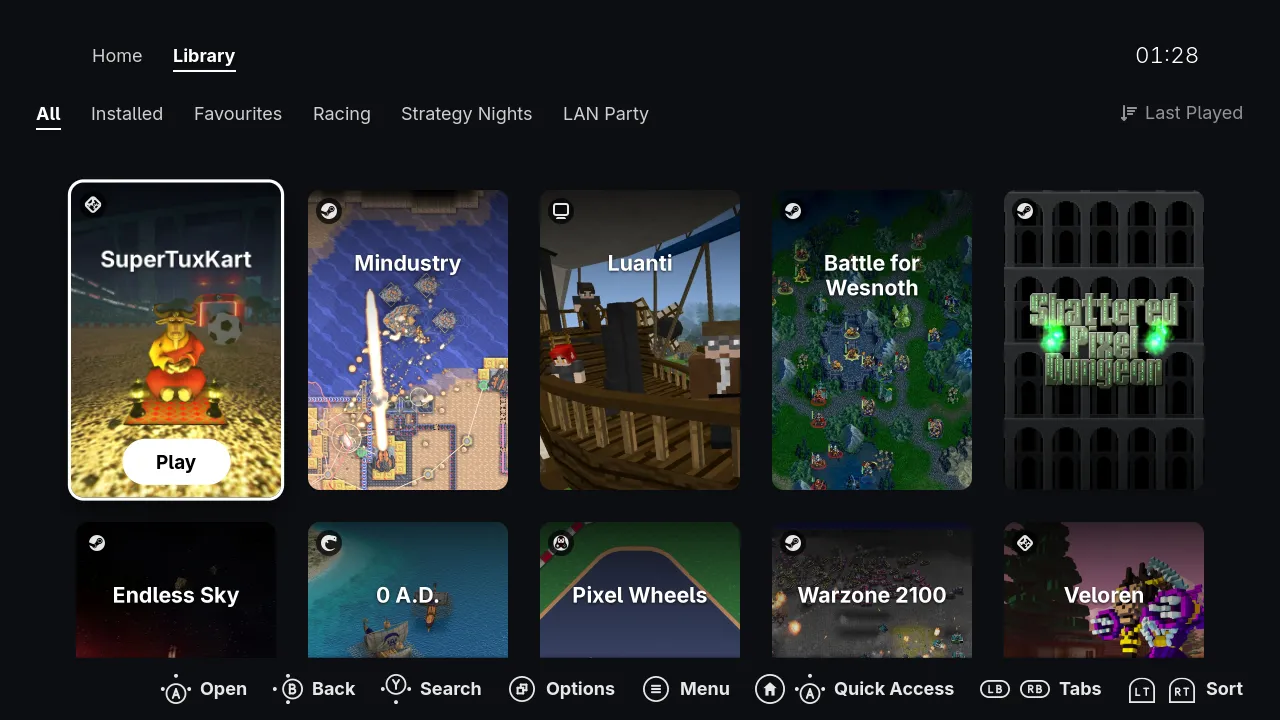 Home Library 01:28
All Installed Favourites Racing Strategy Nights LAN Party Last Played
SuperTuxKart
Play
Mindustry
Luanti
Battle for
Wesnoth
Shattered
Pixel
Dungeon
Endless Sky
0 A.D.
Pixel Wheels
Warzone 2100
Veloren
A Open B Back Y Search Options Menu A Quick Access LB RB Tabs LT RT Sort